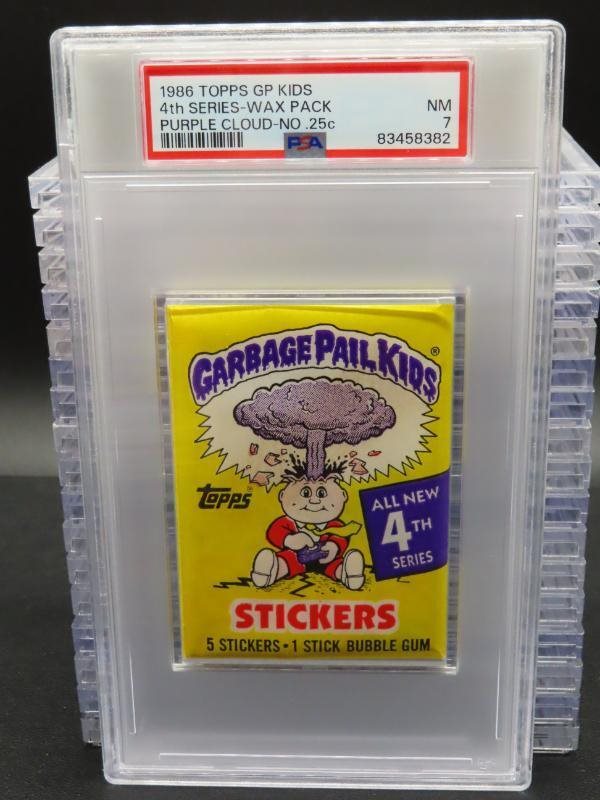 1986 TOPPS GP KIDS
4th SERIES-WAX PACK NM
PURPLE CLOUD-NO .25c 7
PSA 83458382
GARBAGE PAIL KIDS ®
TOPPS®
ALL NEW
4TH
SERIES
STICKERS
5 STICKERS • 1 STICK BUBBLE GUM